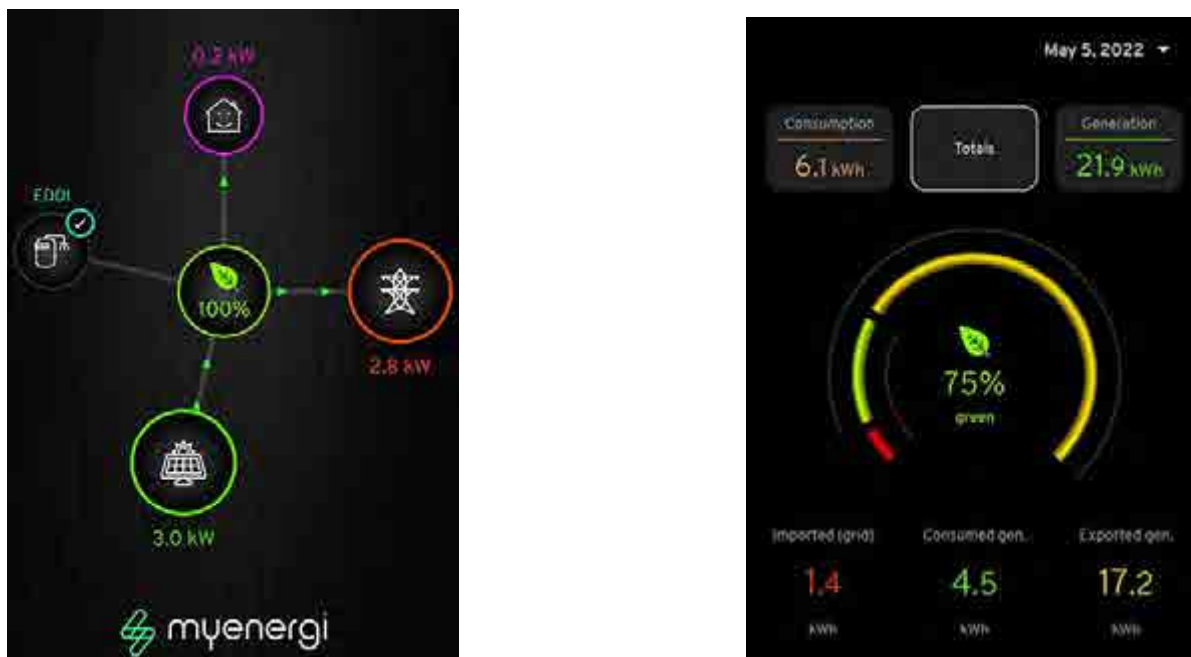 0.2 kW
EDDI
100%
2.8 kW
3.0 kW
myenergi
May 5, 2022
Consumption
6.1 kWh
Totals
Generation
21.9 kWh
75%
green
Imported (grid)
1.4
kWh
Consumed gen.
4.5
kWh
Exported gen.
17.2
kWh